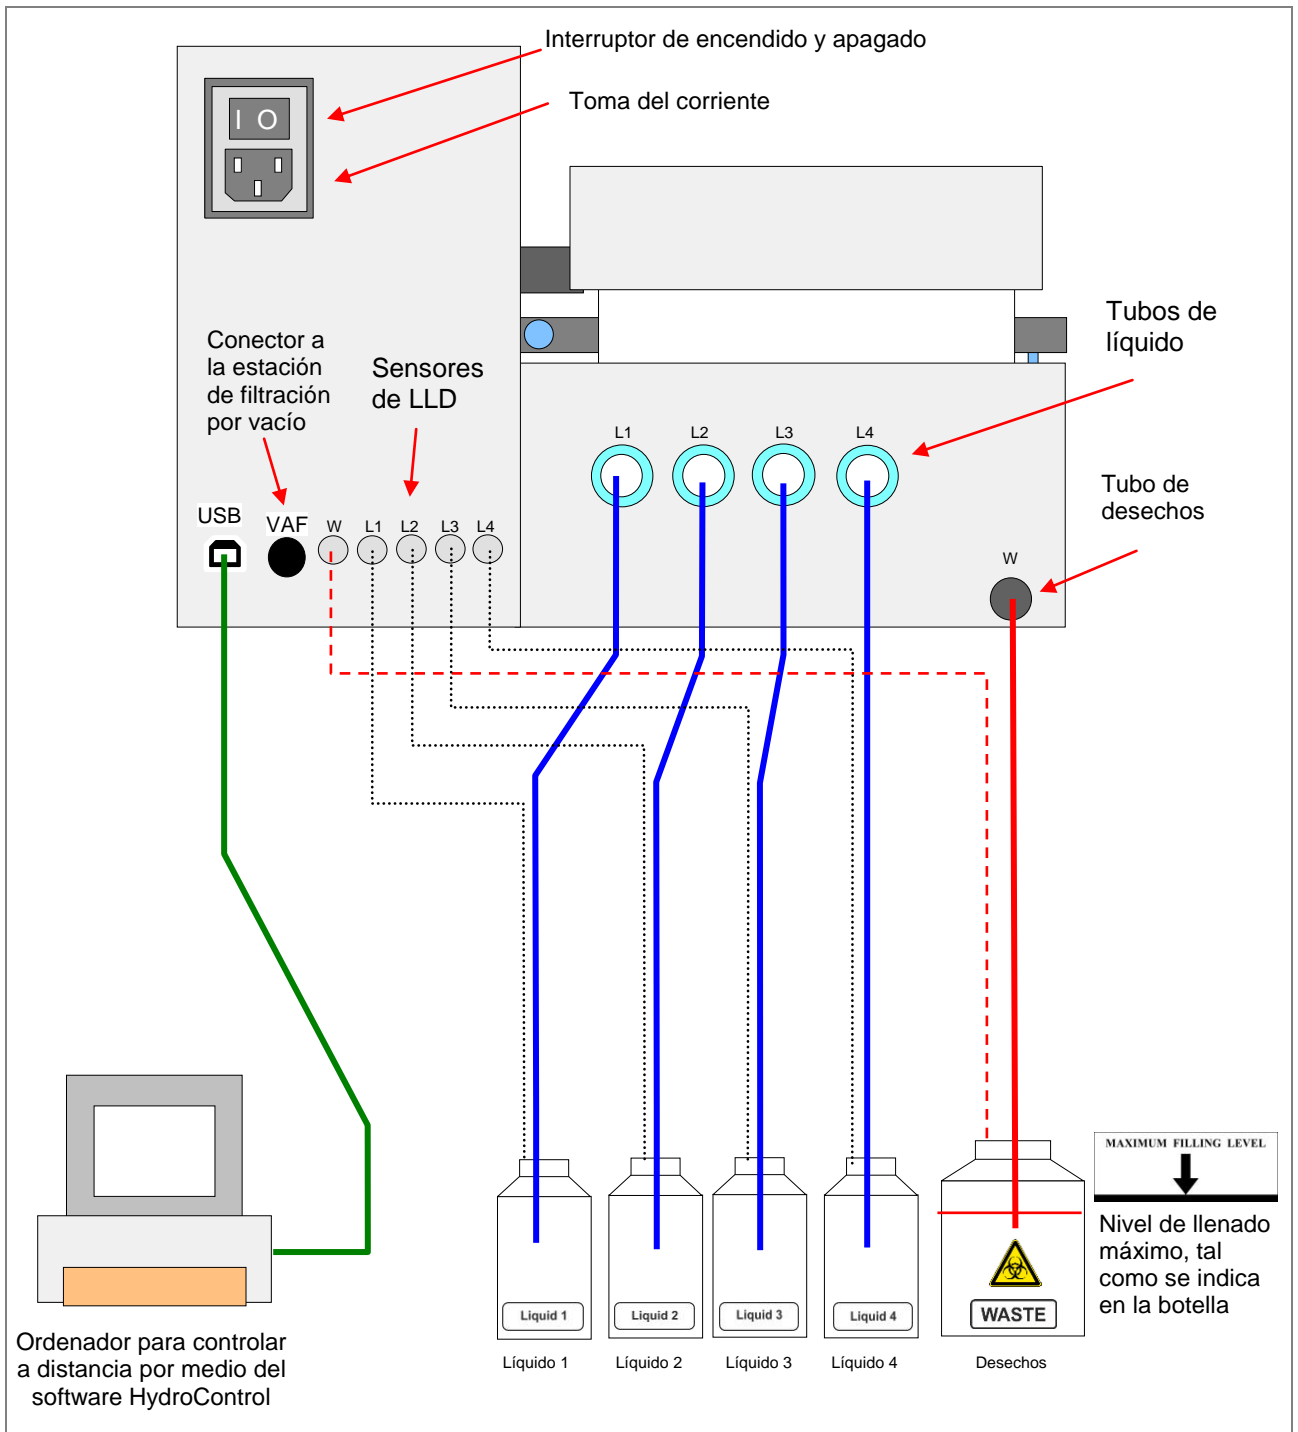 Interruptor de encendido y apagado
I O
Toma del corriente
Tubos de
líquido
Conector a
la estación
de filtración
por vacío
Sensores
de LLD
L1 L2 L3 L4
Tubo de
desechos
USB
VAF
W L1 L2 L3 L4
W
MAXIMUM FILLING LEVEL
Nivel de llenado
máximo, tal
como se indica
en la botella
Liquid 1
Liquid 2
Liquid 3
Liquid 4
WASTE
Líquido 1
Líquido 2
Líquido 3
Líquido 4
Desechos
Ordenador para controlar
a distancia por medio del
software HydroControl